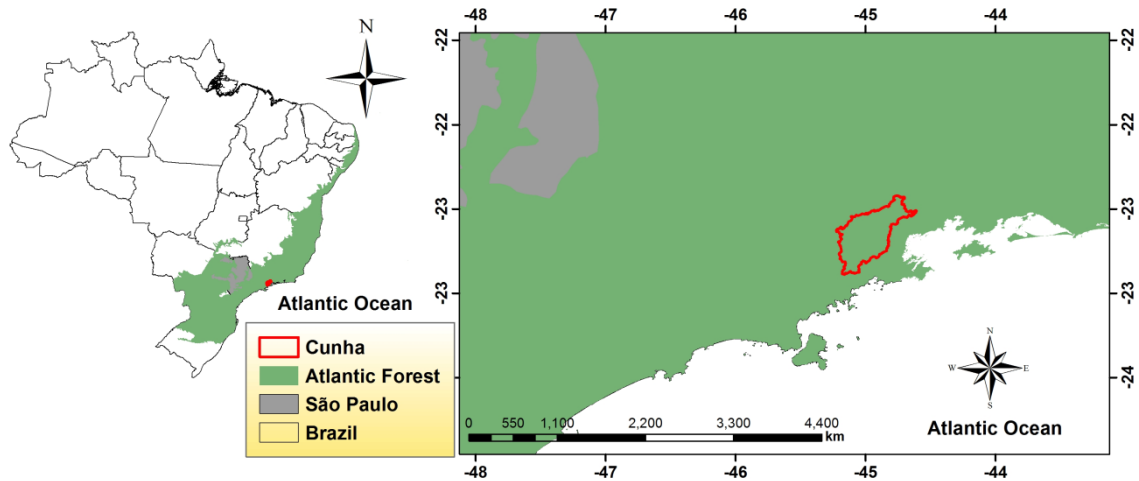 N
Atlantic Ocean
Cunha
Atlantic Forest
São Paulo
Brazil
-48 -47 -46 -45 -44
-22 -22
-22 -22
-23 -23
-23 -23
-24 -24
N
W E
S
0 550 1,100 2,200 3,300 4,400
km
Atlantic Ocean
-48 -47 -46 -45 -44